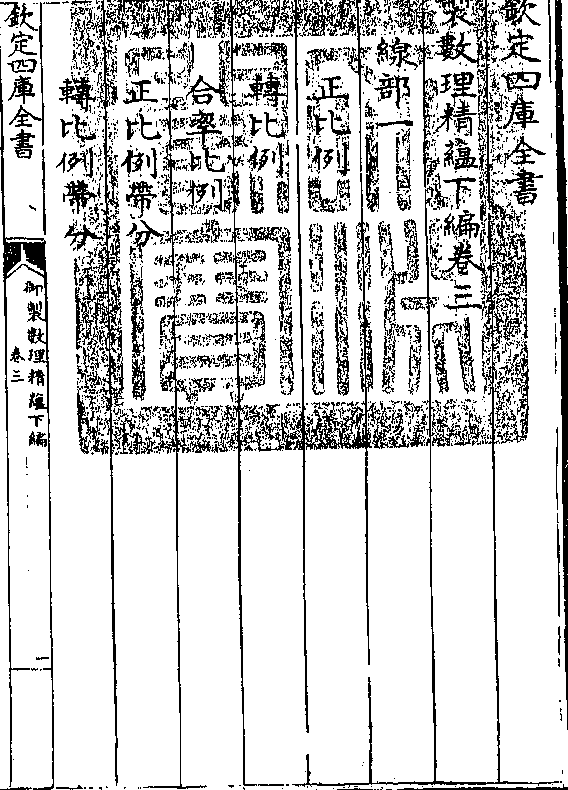 欽定四庫全書
製數理精蘊下編卷三
線部一
正比例
轉比例
合率比例
正比例帶分
轉比例帶分
欽定四庫全書
御製數理精蘊下編
卷三
一